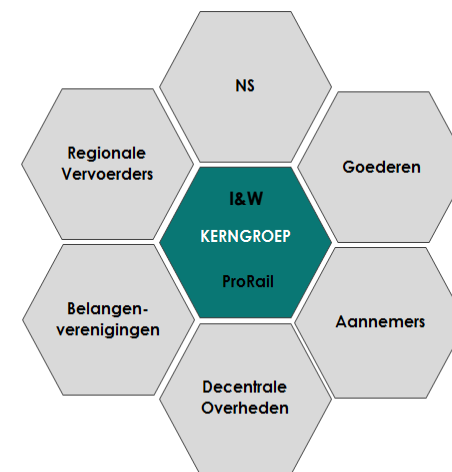 NS
Regionale
Vervoerders
Goederen
I&W
KERNGROEP
ProRail
Belangen-
verenigingen
Aannemers
Decentrale
Overheden